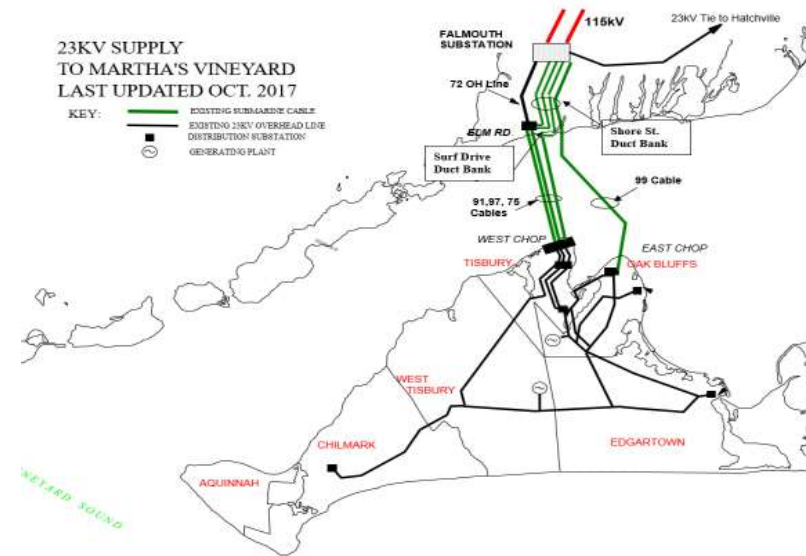 23KV SUPPLY
TO MARTHA'S VINEYARD
LAST UPDATED OCT. 2017
KEY:
EXISTING SUBMARINE CABLE
EXISTING 23KV OVERHEAD LINE
DISTRIBUTION SUBSTATION
GENERATING PLANT
115kV
23KV Tie to Hatchville
FALMOUTH
SUBSTATION
72 OH Line
ELM RD
Shore St.
Duct Bank
Surf Drive
Duct Bank
99 Cable
91,97, 75
Cables
WEST CHOP
EAST CHOP
TISBURY
OAK BLUFFS
WEST
TISBURY
CHILMARK
EDGARTOWN
AQUINNAH
SOUND